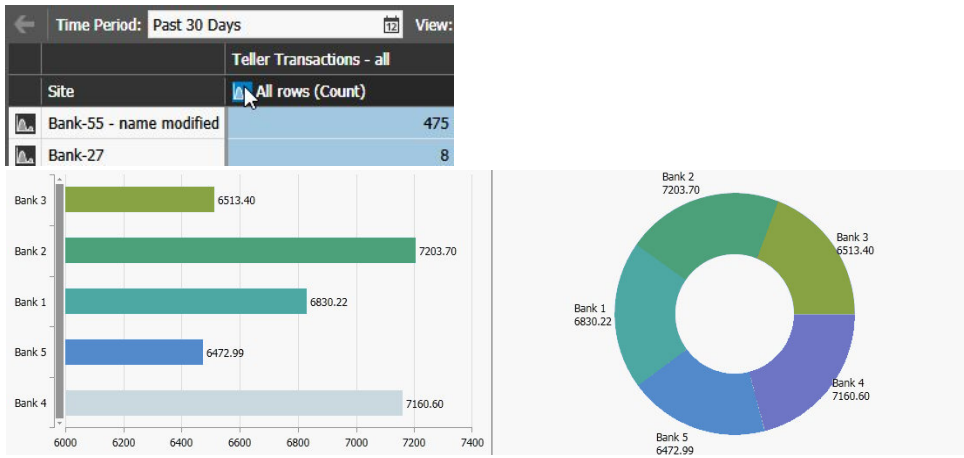 Time Period: Past 30 Days 12 View:
Teller Transactions - all
Site All rows (Count)
Bank-55 - name modified 475
Bank-27 8
Bank 3 6513.40
Bank 2 7203.70
Bank 1 6830.22
Bank 5 6472.99
Bank 4 7160.60
6000 6200 6400 6600 6800 7000 7200 7400
Bank 2
7203.70
Bank 3
6513.40
Bank 1
6830.22
Bank 4
7160.60
Bank 5
6472.99